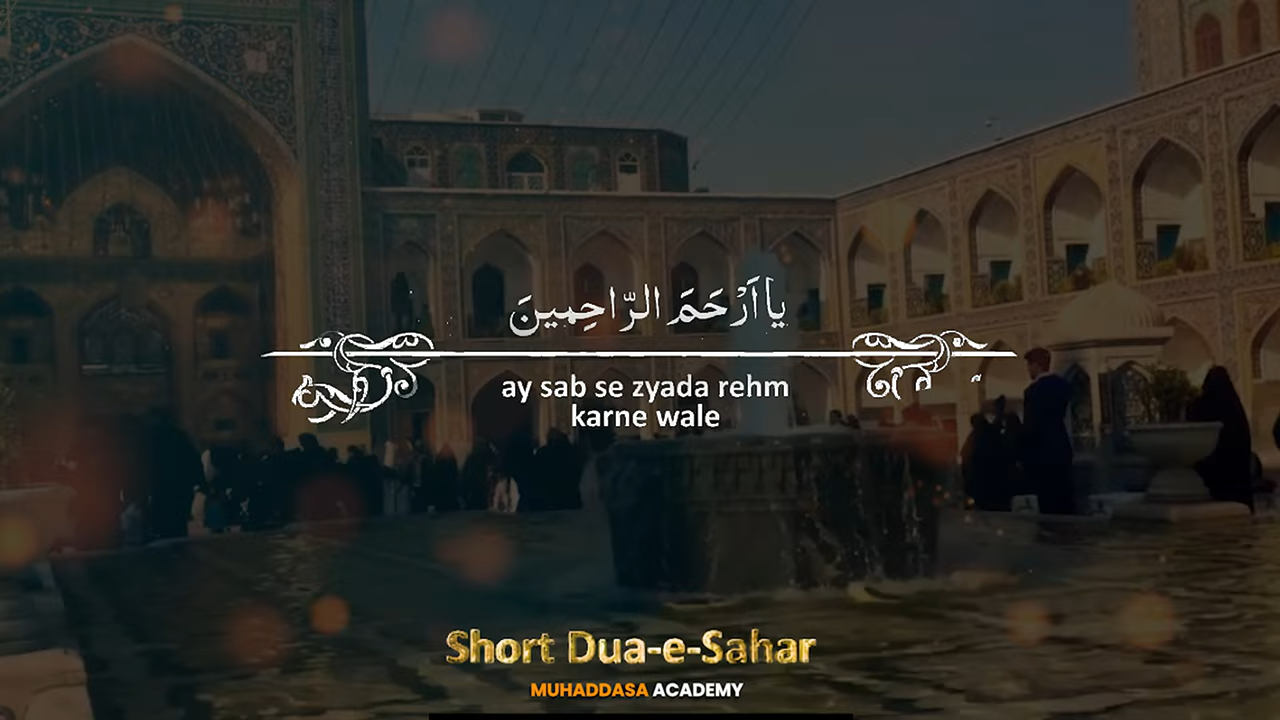 يَا اَرْحَمَ الرَّاحِمِينَ
ay sab se zyada rehm
karne wale
Short Dua-e-Sahar
MUHADDASA ACADEMY